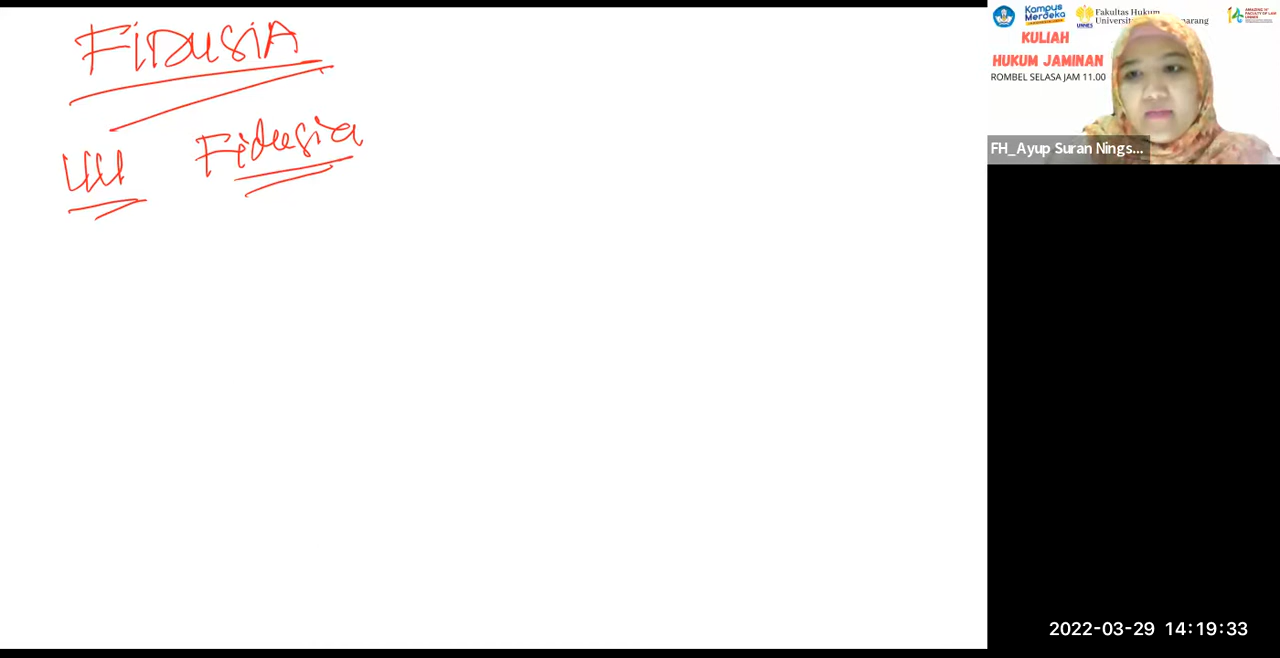 FIDUSIA
UU Fidusia
Kampus
Merdeka
UNNES
Fakultas Hukum
KULIAH
HUKUM JAMINAN
ROMBEL SELASA JAM 11.00
FH_Ayup Suran Nings...
2022-03-29 14:19:33